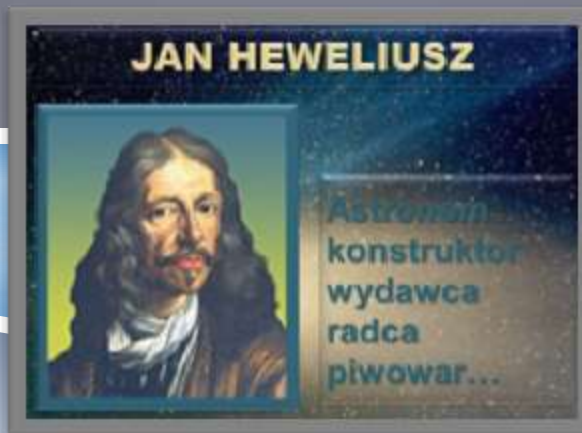 JAN HEWELIUSZ
Astronom
konstruktor
wydawca
radca
piwowar...